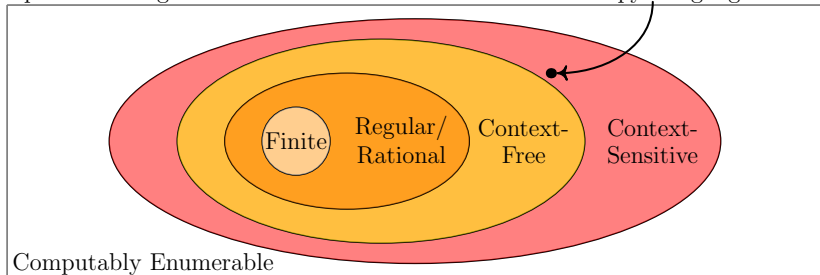 Finite
Regular/
Rational
Context-
Free
Context-
Sensitive
Computably Enumerable